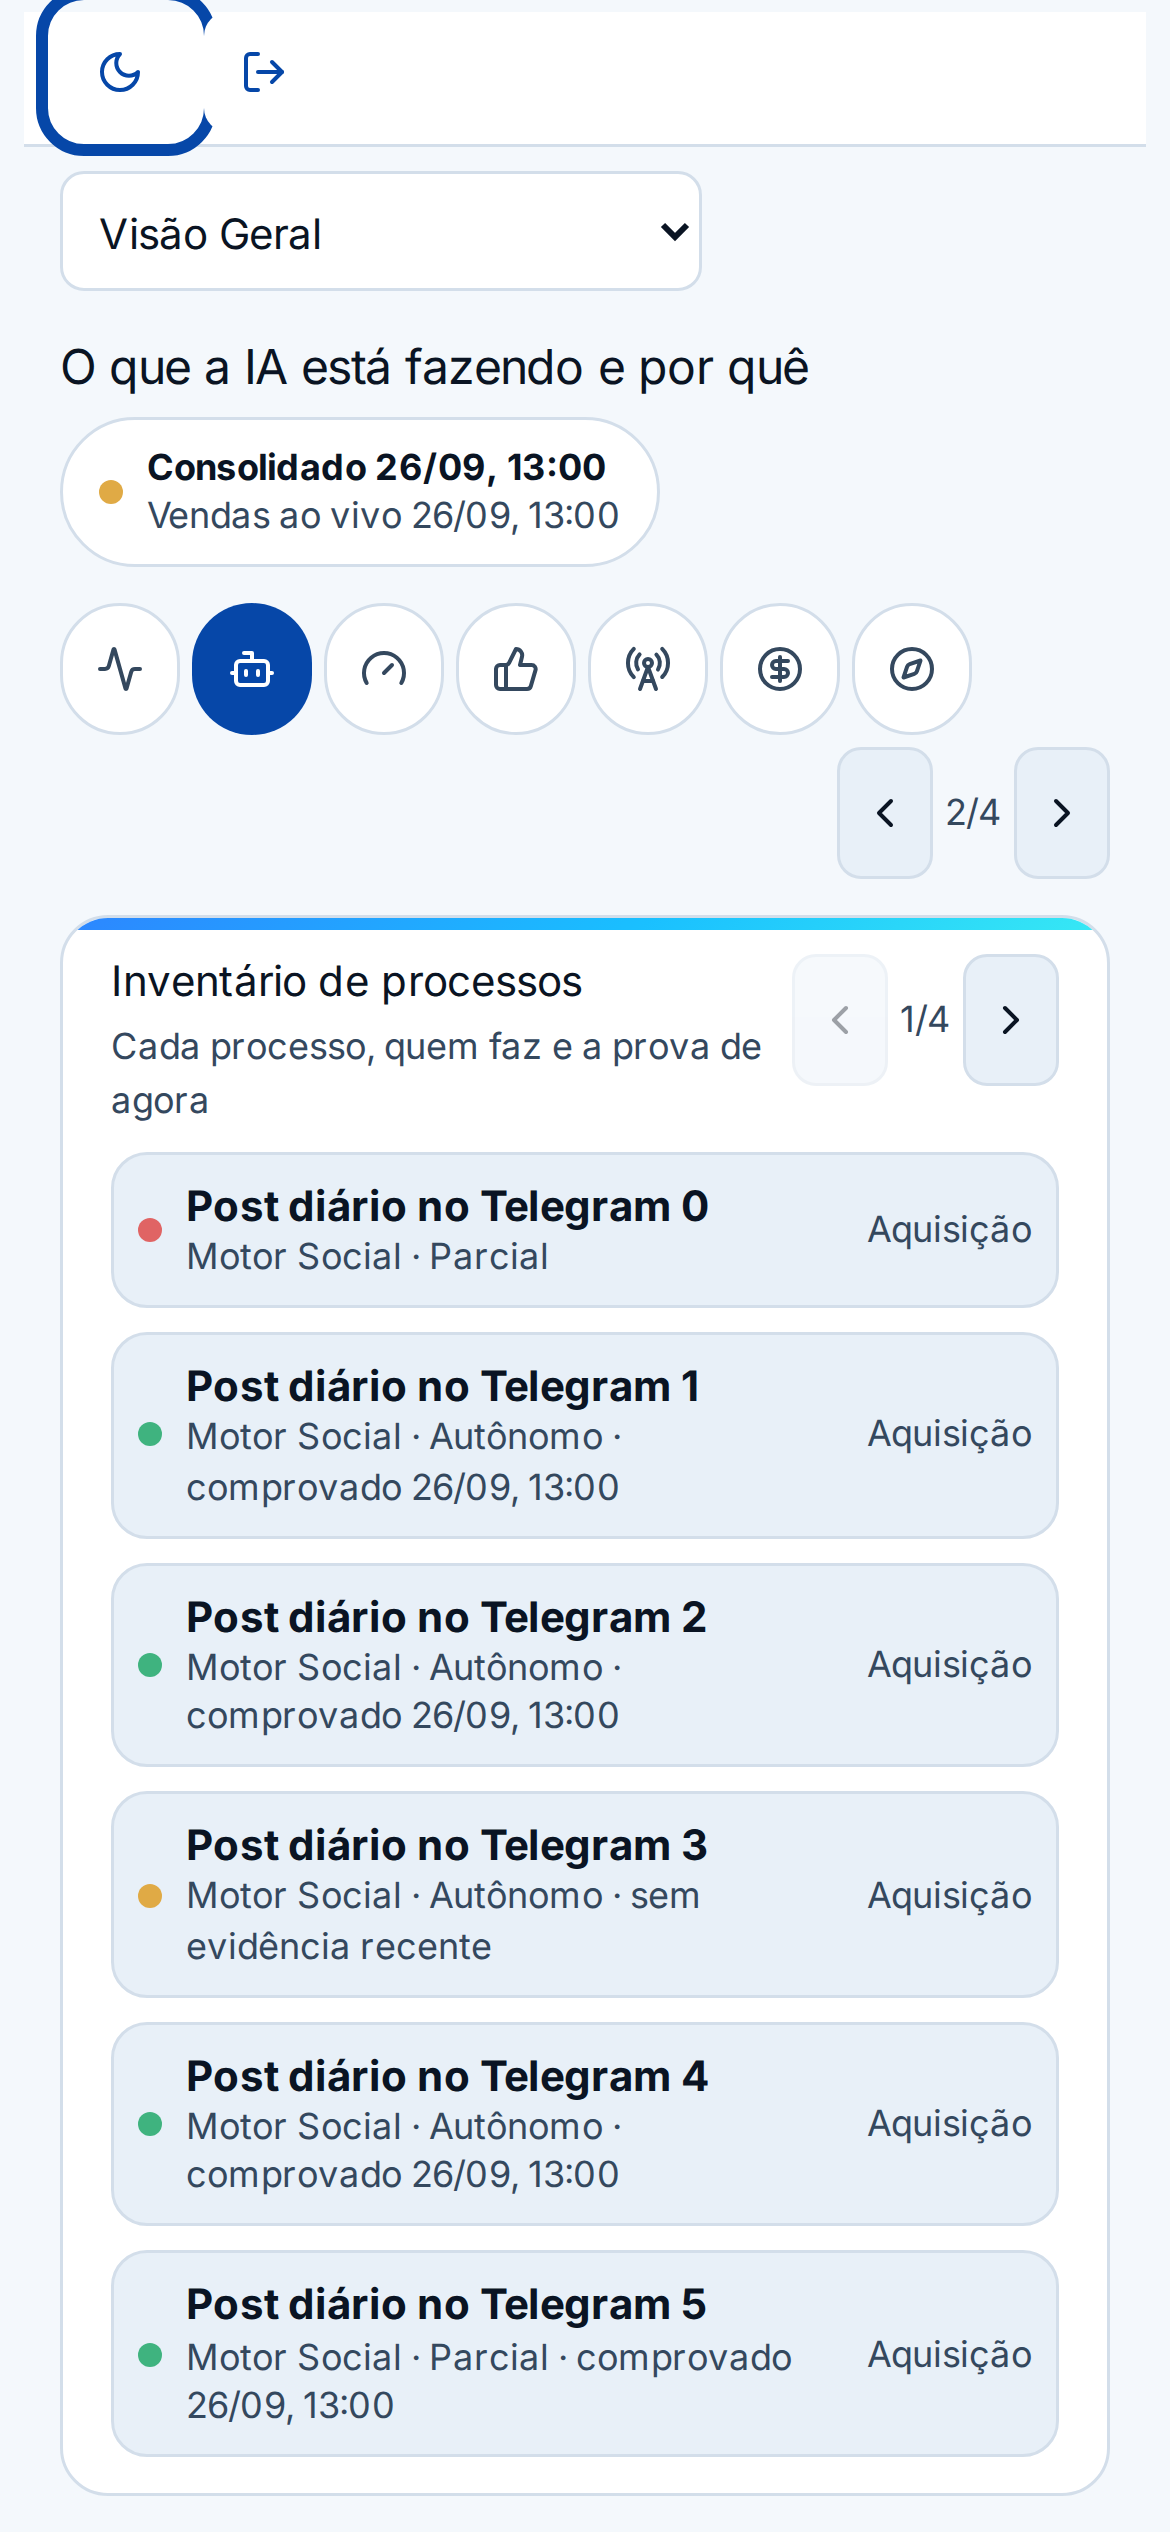 Visão Geral
O que a IA está fazendo e por quê
Consolidado 26/09, 13:00
Vendas ao vivo 26/09, 13:00
2/4
Inventário de processos
1/4
Cada processo, quem faz e a prova de
agora
Post diário no Telegram 0
Motor Social · Parcial
Aquisição
Post diário no Telegram 1
Motor Social · Autônomo ·
comprovado 26/09, 13:00
Aquisição
Post diário no Telegram 2
Motor Social · Autônomo ·
comprovado 26/09, 13:00
Aquisição
Post diário no Telegram 3
Motor Social · Autônomo · sem
evidência recente
Aquisição
Post diário no Telegram 4
Motor Social · Autônomo ·
comprovado 26/09, 13:00
Aquisição
Post diário no Telegram 5
Motor Social · Parcial · comprovado
26/09, 13:00
Aquisição